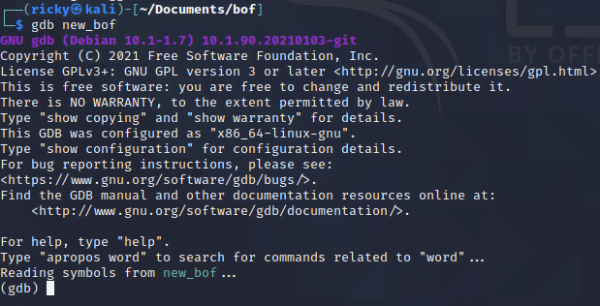 ┌──(ricky㉿kali)-[~/Documents/bof]
└─$ gdb new_bof
GNU gdb (Debian 10.1-1.7) 10.1.90.20210103-git
Copyright (C) 2021 Free Software Foundation, Inc.
License GPLv3+: GNU GPL version 3 or later <http://gnu.org/licenses/gpl.html>
This is free software: you are free to change and redistribute it.
There is NO WARRANTY, to the extent permitted by law.
Type "show copying" and "show warranty" for details.
This GDB was configured as "x86_64-linux-gnu".
Type "show configuration" for configuration details.
For bug reporting instructions, please see:
<https://www.gnu.org/software/gdb/bugs/>.
Find the GDB manual and other documentation resources online at:
    <http://www.gnu.org/software/gdb/documentation/>.

For help, type "help".
Type "apropos word" to search for commands related to "word"...
Reading symbols from new_bof...
(gdb)
BY OFFE